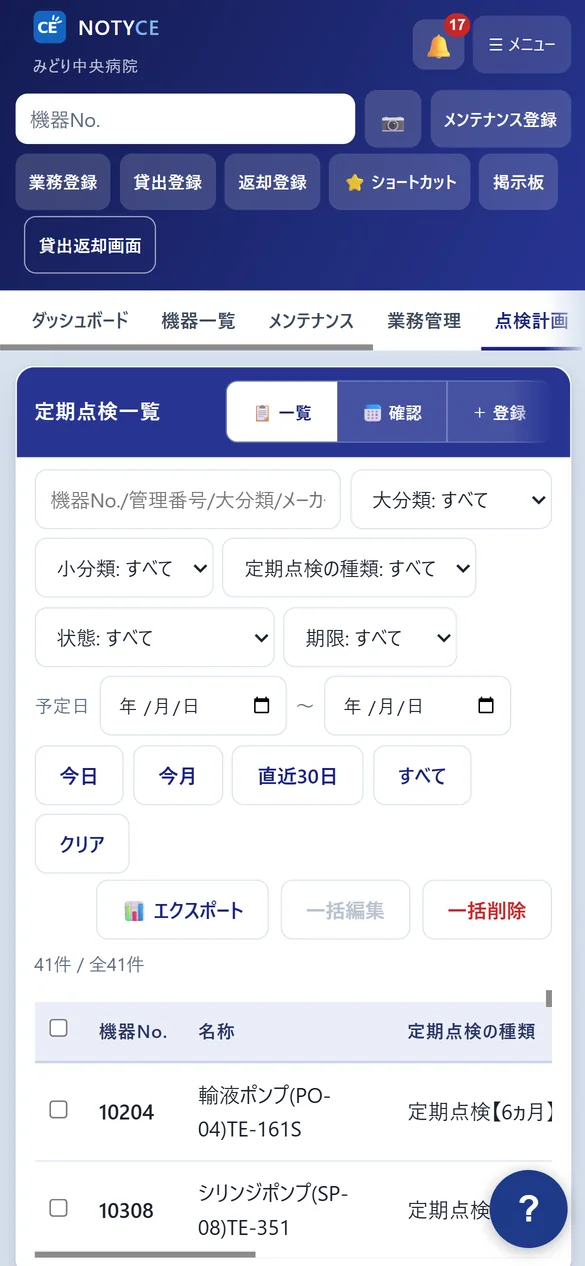 CE NOTYCE
みどり中央病院
17
☰ メニュー
機器No.
メンテナンス登録
業務登録 貸出登録 返却登録 ショートカット 掲示板
貸出返却画面
ダッシュボード 機器一覧 メンテナンス 業務管理 点検計画
定期点検一覧 一覧 確認 + 登録
機器No./管理番号/大分類/メーカ 大分類: すべて
小分類: すべて 定期点検の種類: すべて
状態: すべて 期限: すべて
予定日 年 /月/日 ～ 年 /月/日
今日 今月 直近30日 すべて
クリア
エクスポート 一括編集 一括削除
41件 / 全41件
機器No. 名称 定期点検の種類
10204 輸液ポンプ(PO-04)TE-161S 定期点検【6ヵ月】
10308 シリンジポンプ(SP-08)TE-351 定期点検
?